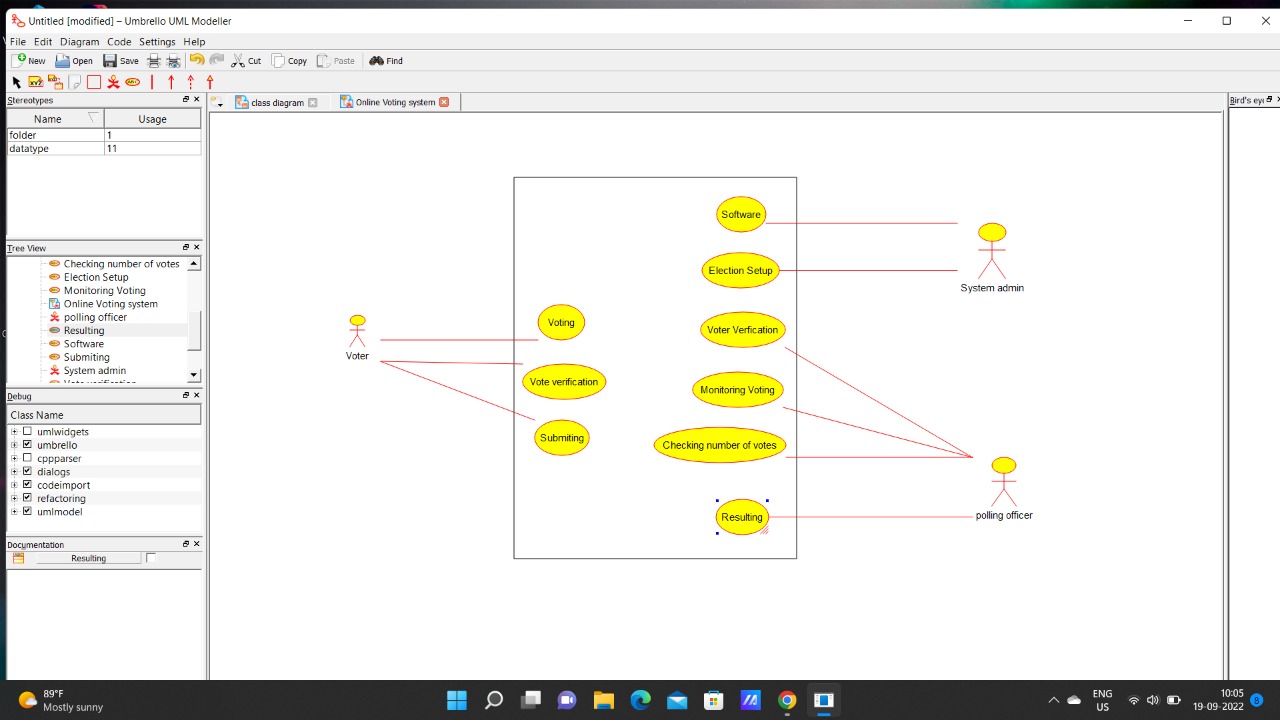 Untitled [modified] – Umbrello UML Modeller
File Edit Diagram Code Settings Help
New Open Save Cut Copy Paste Find
Stereotypes
class diagram Online Voting system
Bird's ey
Name Usage
folder 1
datatype 11
Tree View
Checking number of votes
Election Setup
Monitoring Voting
Online Voting system
polling officer
Resulting
Software
Submiting
System admin
Debug
Class Name
umlwidgets
umbrello
cppparser
dialogs
codeimport
refactoring
umlmodel
Documentation
Resulting
Software
Election Setup
System admin
Voting
Voter Verfication
Voter
Vote verification
Monitoring Voting
Submiting
Checking number of votes
Resulting
polling officer
89°F
Mostly sunny
ENG
US
10:05
19-09-2022
8